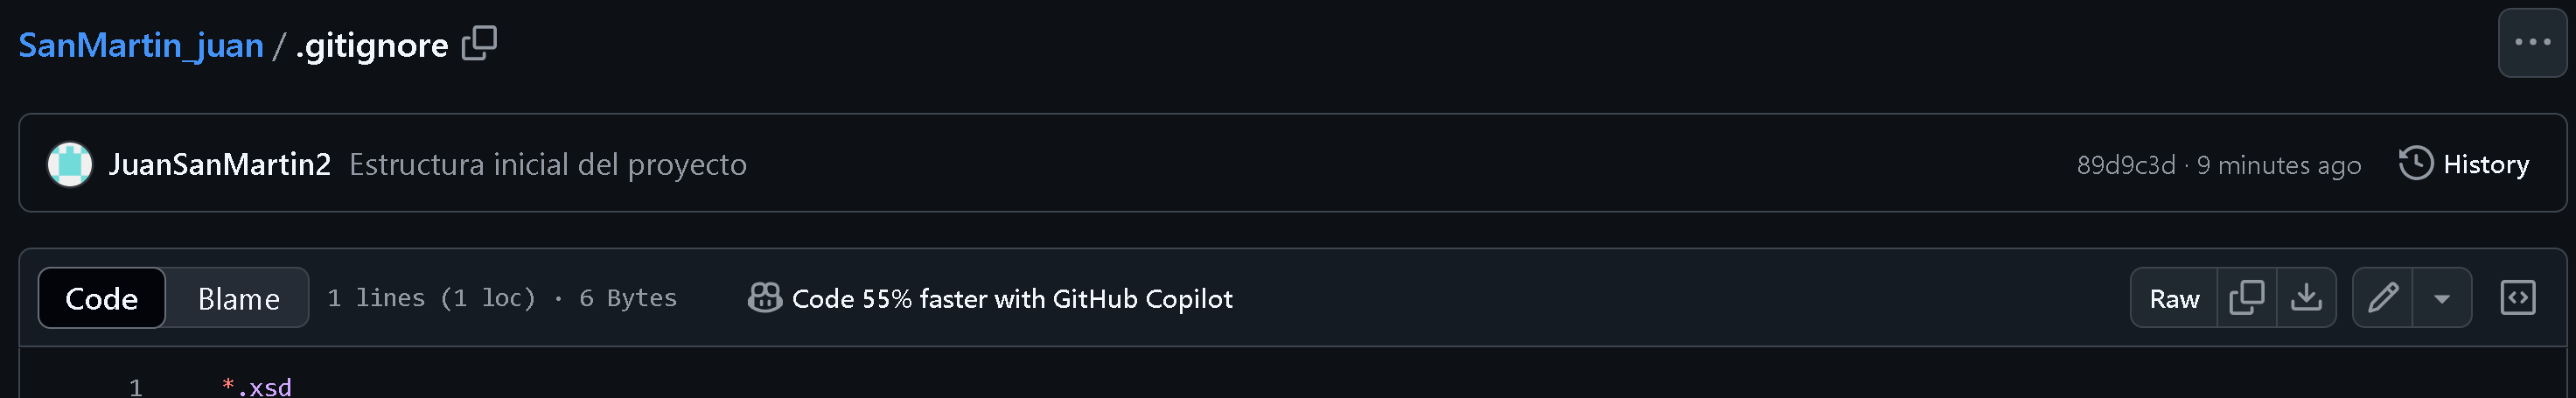 SanMartin_juan / .gitignore
JuanSanMartin2 Estructura inicial del proyecto 89d9c3d · 9 minutes ago History
Code Blame 1 lines (1 loc) · 6 Bytes Code 55% faster with GitHub Copilot Raw
1 *.xsd